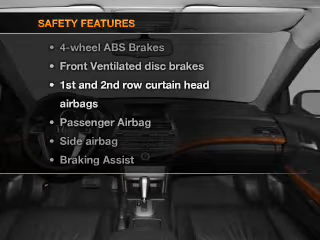 SAFETY FEATURES
• 4-wheel ABS Brakes
• Front Ventilated disc brakes
• 1st and 2nd row curtain head
airbags
• Passenger Airbag
• Side airbag
• Braking Assist